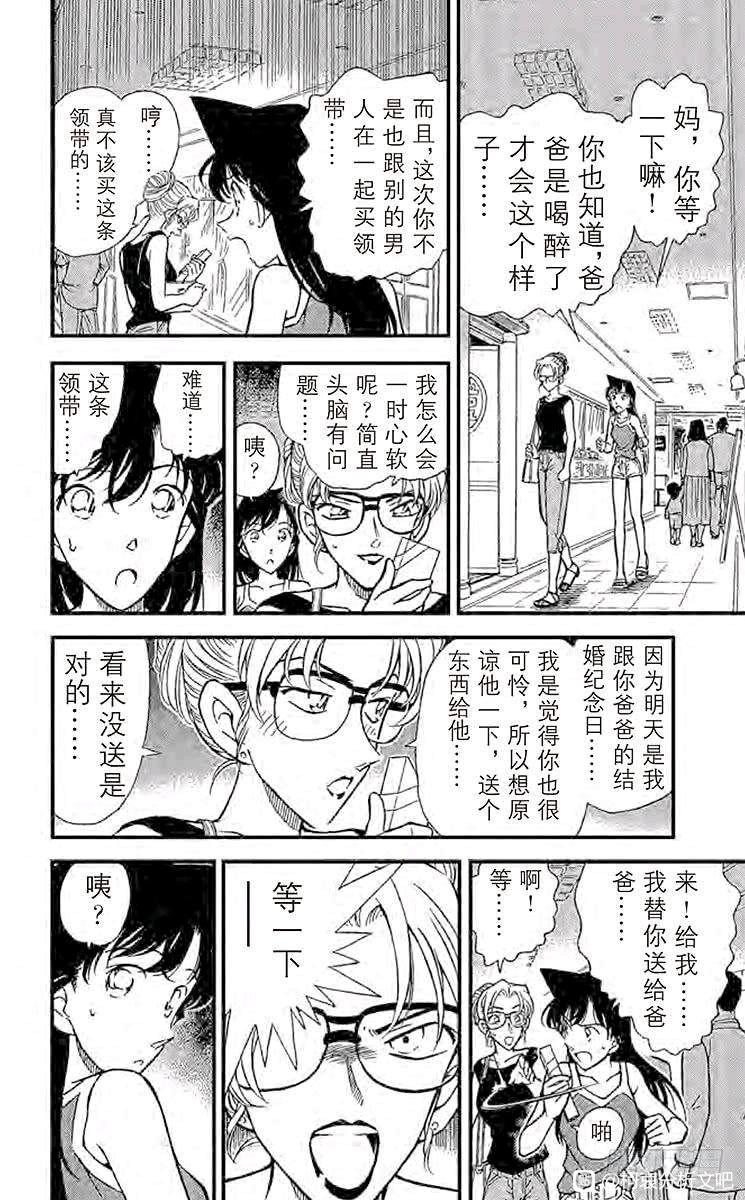 妈，你等
一下嘛！
你也知道，爸
爸是喝醉了
才会这个样
子……
而且，这次你不
是也跟别的男
人在一起买领
带……
哼……
真不该买这条
领带的……
我怎么会
一时心软
呢？简直
头脑有问
题……
咦？
难道…
这条
领带……
因为明天是我
跟你爸爸的结
婚纪念日……
我是觉得你也很
可怜，所以想原
谅他一下，送个
东西给他…
看来没送是
对的……
来！给我……
我替你送给爸
爸……
啊！
等…
啪
等一下
——
咦？
@柯哀分析文吧